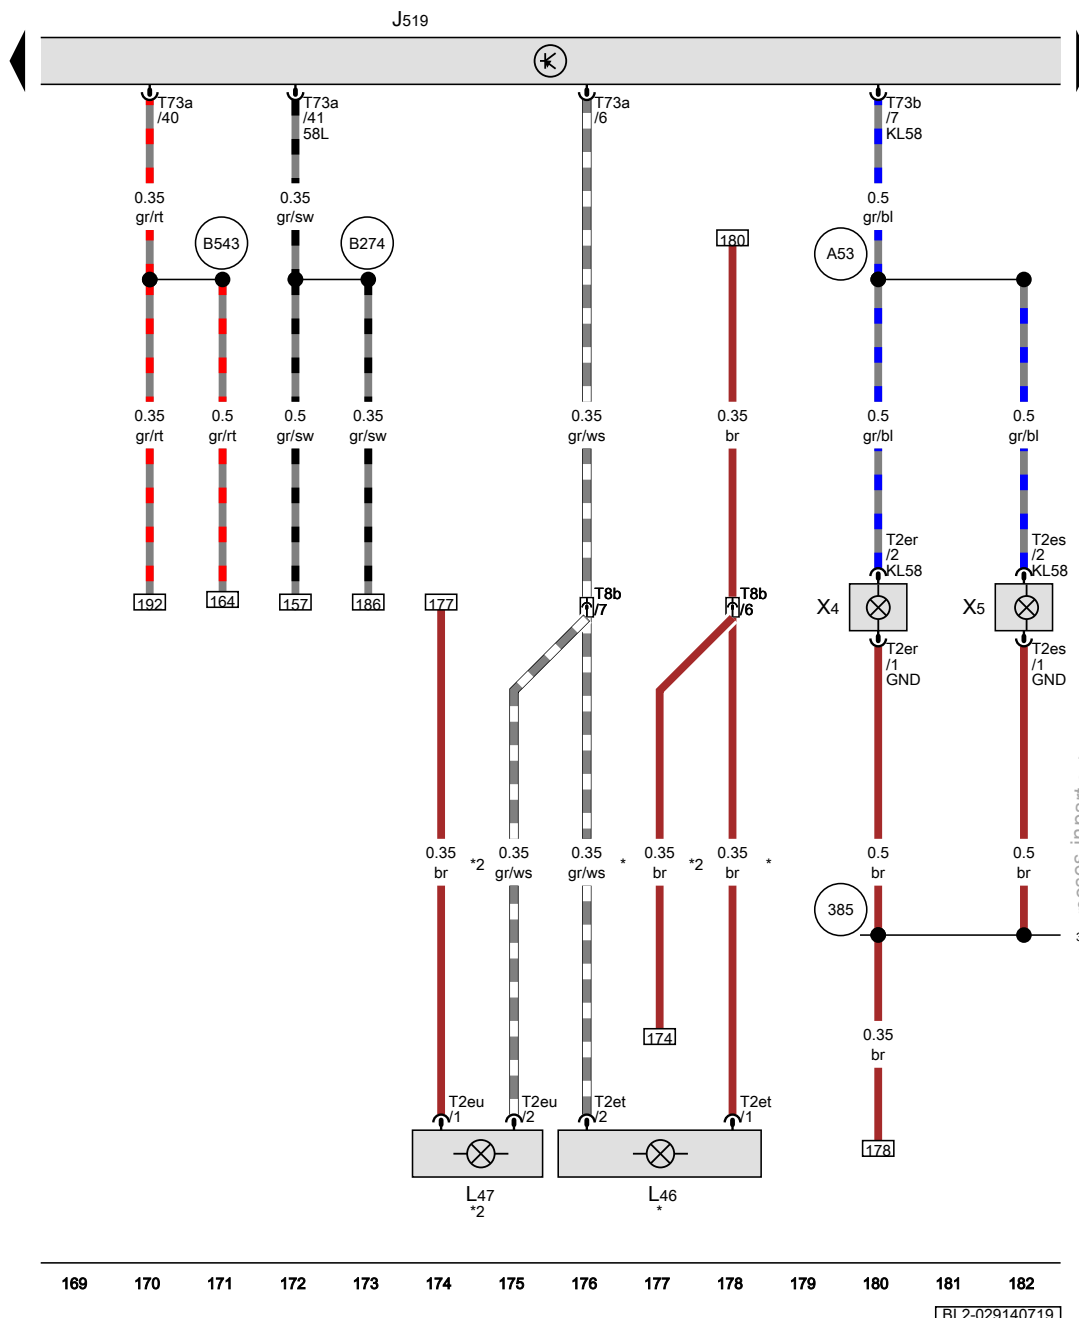 J519
T73a
/40
T73a
/41
58L
T73a
/6
T73b
/7
KL58
0.35
gr/rt
0.35
gr/sw
0.5
gr/bl
B543
B274
180
A53
0.35
gr/rt
0.5
gr/rt
0.5
gr/sw
0.35
gr/sw
0.35
gr/ws
0.35
br
0.5
gr/bl
0.5
gr/bl
T2er
/2
KL58
T2es
/2
KL58
192
164
157
186
177
T8b
/7
T8b
/6
X4
X5
T2er
/1
GND
T2es
/1
GND
0.35
br
*2
0.35
gr/ws
0.35
gr/ws
*
0.35
br
*2
0.35
br
*
0.5
br
0.5
br
385
174
0.35
br
T2eu
/1
T2eu
/2
T2et
/2
T2et
/1
178
L47
*2
L46
*
169 170 171 172 173 174 175 176 177 178 179 180 181 182
BL2-029140719